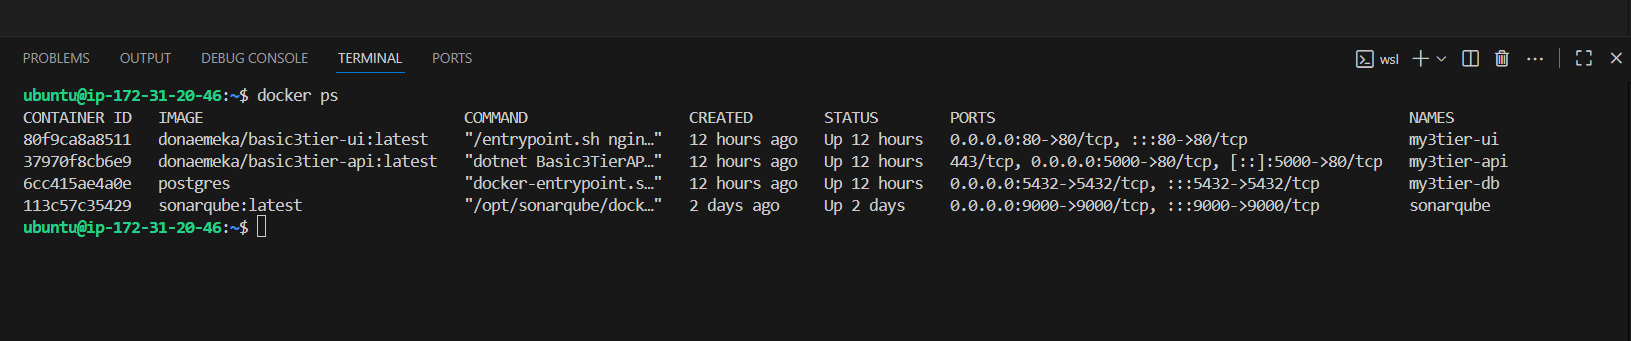 PROBLEMS OUTPUT DEBUG CONSOLE TERMINAL PORTS wsl
ubuntu@ip-172-31-20-46:~$ docker ps
CONTAINER ID IMAGE COMMAND CREATED STATUS PORTS NAMES
80f9ca8a8511 donaemeka/basic3tier-ui:latest "/entrypoint.sh ngin…" 12 hours ago Up 12 hours 0.0.0.0:80->80/tcp, :::80->80/tcp my3tier-ui
37970f8cb6e9 donaemeka/basic3tier-api:latest "dotnet Basic3TierAP…" 12 hours ago Up 12 hours 443/tcp, 0.0.0.0:5000->80/tcp, [::]:5000->80/tcp my3tier-api
6cc415ae4a0e postgres "docker-entrypoint.s…" 12 hours ago Up 12 hours 0.0.0.0:5432->5432/tcp, :::5432->5432/tcp my3tier-db
113c57c35429 sonarqube:latest "/opt/sonarqube/dock…" 2 days ago Up 2 days 0.0.0.0:9000->9000/tcp, :::9000->9000/tcp sonarqube
ubuntu@ip-172-31-20-46:~$